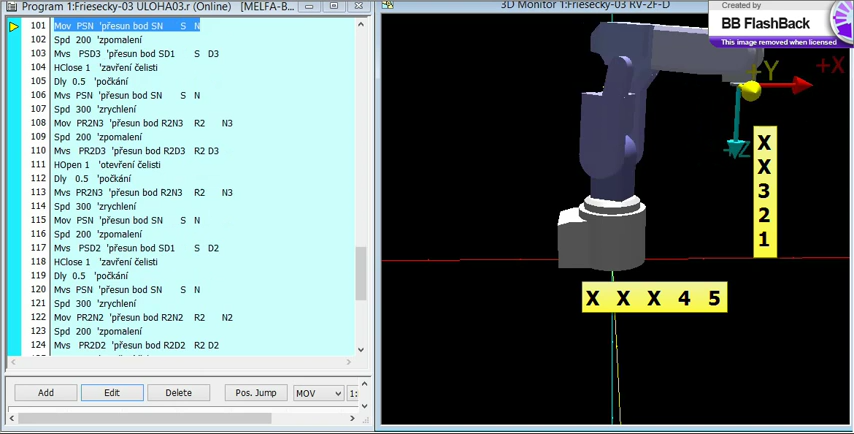 Program 1:Friesecky-03 ULOHA03.r (Online) [MELFA-B...
101 Mov PSN 'přesun bod SN S N
102 Spd 200 'zpomalení
103 Mvs PSD3 'přesun bod SD1 S D3
104 HClose 1 'zavření čelisti
105 Dly 0.5 'počkání
106 Mvs PSN 'přesun bod SN S N
107 Spd 300 'zrychlení
108 Mov PR2N3 'přesun bod R2N3 R2 N3
109 Spd 200 'zpomalení
110 Mvs PR2D3 'přesun bod R2D3 R2 D3
111 HOpen 1 'otevření čelisti
112 Dly 0.5 'počkání
113 Mvs PR2N3 'přesun bod R2N3 R2 N3
114 Spd 300 'zrychlení
115 Mov PSN 'přesun bod SN S N
116 Spd 200 'zpomalení
117 Mvs PSD2 'přesun bod SD1 S D2
118 HClose 1 'zavření čelisti
119 Dly 0.5 'počkání
120 Mvs PSN 'přesun bod SN S N
121 Spd 300 'zrychlení
122 Mov PR2N2 'přesun bod R2N2 R2 N2
123 Spd 200 'zpomalení
124 Mvs PR2D2 'přesun bod R2D2 R2 D2
Add Edit Delete Pos. Jump MOV 1:
3D Monitor 1:Friesecky-03 RV-2F-D
Created by
BB FlashBack
This image removed when licensed
+Y +X
+Z
X
X
3
2
1
X X X 4 5